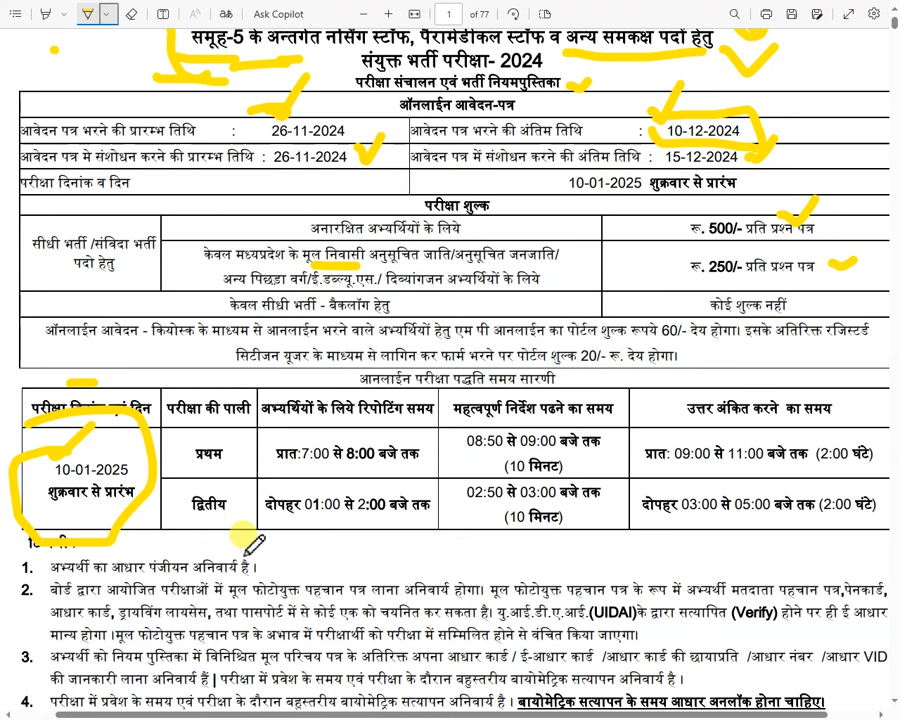 Ask Copilot
1 of 77
समूह-5 के अन्तर्गत नर्सिंग स्टॉफ, पैरामेडीकल स्टॉफ व अन्य समकक्ष पदों हेतु
संयुक्त भर्ती परीक्षा- 2024
परीक्षा संचालन एवं भर्ती नियमपुस्तिका
ऑनलाईन आवेदन-पत्र
आवेदन पत्र भरने की प्रारम्भ तिथि : 26-11-2024 आवेदन पत्र भरने की अंतिम तिथि : 10-12-2024
आवेदन पत्र मे संशोधन करने की प्रारम्भ तिथि : 26-11-2024 आवेदन पत्र में संशोधन करने की अंतिम तिथि : 15-12-2024
परीक्षा दिनांक व दिन 10-01-2025 शुक्रवार से प्रारंभ
परीक्षा शुल्क
सीधी भर्ती /संविदा भर्ती पदो हेतु
अनारक्षित अभ्यर्थियों के लिये रू. 500/- प्रति प्रश्न पत्र
केवल मध्यप्रदेश के मूल निवासी अनुसूचित जाति/अनुसूचित जनजाति/
अन्य पिछड़ा वर्ग/ई.डब्ल्यू.एस./ दिव्यांगजन अभ्यर्थियों के लिये रू. 250/- प्रति प्रश्न पत्र
केवल सीधी भर्ती - बैकलॉग हेतु कोई शुल्क नहीं
ऑनलाईन आवेदन - कियोस्क के माध्यम से आनलाईन भरने वाले अभ्यर्थियों हेतु एम पी आनलाईन का पोर्टल शुल्क रूपये 60/- देय होगा। इसके अतिरिक्त रजिस्टर्ड
सिटीजन यूजर के माध्यम से लागिन कर फार्म भरने पर पोर्टल शुल्क 20/- रू. देय होगा।
आनलाईन परीक्षा पद्धति समय सारणी
परीक्षा दिनांक एवं दिन परीक्षा की पाली अभ्यर्थियों के लिये रिपोटिंग समय महत्वपूर्ण निर्देश पढने का समय उत्तर अंकित करने का समय
10-01-2025
शुक्रवार से प्रारंभ
प्रथम प्रात:7:00 से 8:00 बजे तक 08:50 से 09:00 बजे तक (10 मिनट) प्रात: 09:00 से 11:00 बजे तक (2:00 घंटे)
द्वितीय दोपहर 01:00 से 2:00 बजे तक 02:50 से 03:00 बजे तक (10 मिनट) दोपहर 03:00 से 05:00 बजे तक (2:00 घंटे)
1. अभ्यर्थी का आधार पंजीयन अनिवार्य है।
2. बोर्ड द्वारा आयोजित परीक्षाओं में मूल फोटोयुक्त पहचान पत्र लाना अनिवार्य होगा। मूल फोटोयुक्त पहचान पत्र के रूप में अभ्यर्थी मतदाता पहचान पत्र,पेनकार्ड,
आधार कार्ड, ड्रायविंग लायसेस, तथा पासपोर्ट में से कोई एक को चयनित कर सकता है। यु.आई.डी.ए.आई.(UIDAI)के द्वारा सत्यापित (Verify) होने पर ही ई आधार
मान्य होगा ।मूल फोटोयुक्त पहचान पत्र के अभाव में परीक्षार्थी को परीक्षा में सम्मिलित होने से वंचित किया जाएगा।
3. अभ्यर्थी को नियम पुस्तिका में विनिश्चित मूल परिचय पत्र के अतिरिक्त अपना आधार कार्ड / ई-आधार कार्ड /आधार कार्ड की छायाप्रति /आधार नंबर /आधार VID
की जानकारी लाना अनिवार्य हैं | परीक्षा में प्रवेश के समय एवं परीक्षा के दौरान बहुस्तरीय बायोमेट्रिक सत्यापन अनिवार्य है ।
4. परीक्षा में प्रवेश के समय एवं परीक्षा के दौरान बहुस्तरीय बायोमेट्रिक सत्यापन अनिवार्य है । बायोमेट्रिक सत्यापन के समय आधार अनलॉक होना चाहिए।